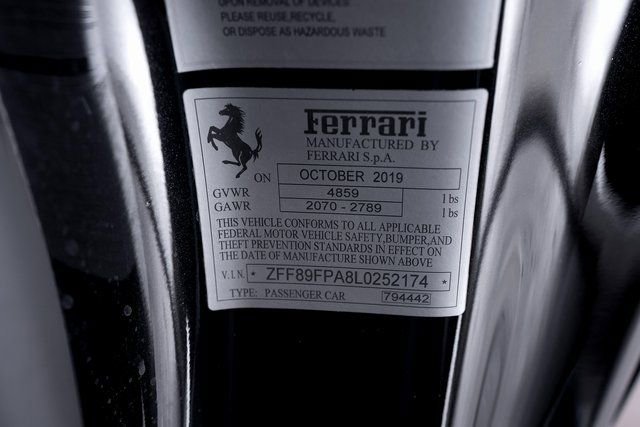 UPON REMOVAL OF DEVICES
PLEASE REUSE,RECYCLE,
OR DISPOSE AS HAZARDOUS WASTE
Ferrari
MANUFACTURED BY
FERRARI S.p.A.
ON OCTOBER 2019
GVWR 4859 lbs
GAWR 2070 - 2789 lbs
THIS VEHICLE CONFORMS TO ALL APPLICABLE
FEDERAL MOTOR VEHICLE SAFETY,BUMPER,AND
THEFT PREVENTION STANDARDS IN EFFECT ON
THE DATE OF MANUFACTURE SHOWN ABOVE
V.I.N. * ZFF89FPA8L0252174 *
TYPE: PASSENGER CAR 794442